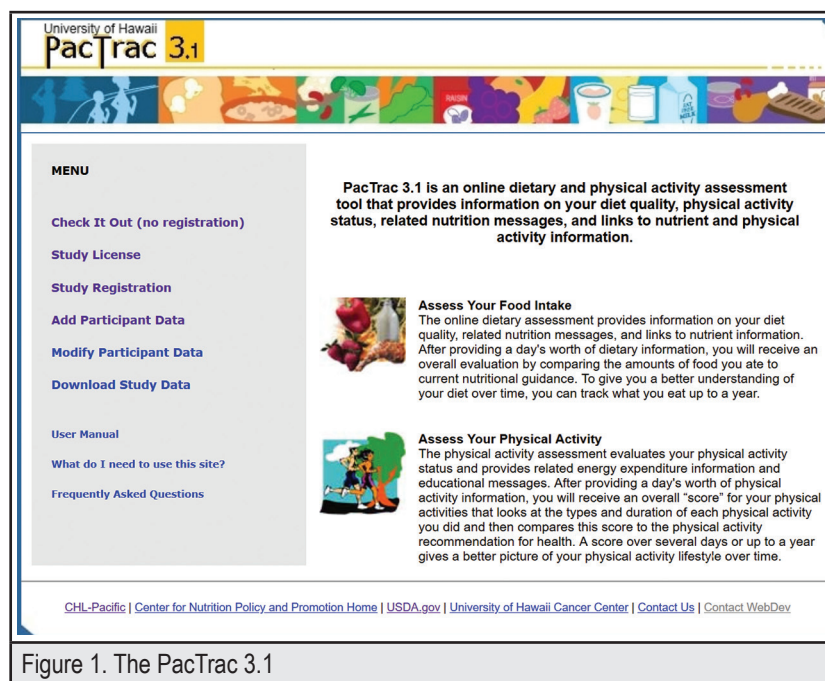 University of Hawaii
PacTrac 3.1
RAISIN
MENU
Check It Out (no registration)
Study License
Study Registration
Add Participant Data
Modify Participant Data
Download Study Data
User Manual
What do I need to use this site?
Frequently Asked Questions
PacTrac 3.1 is an online dietary and physical activity assessment
tool that provides information on your diet quality, physical activity
status, related nutrition messages, and links to nutrient and physical
activity information.
Assess Your Food Intake
The online dietary assessment provides information on your diet
quality, related nutrition messages, and links to nutrient information.
After providing a day's worth of dietary information, you will receive an
overall evaluation by comparing the amounts of food you ate to
current nutritional guidance. To give you a better understanding of
your diet over time, you can track what you eat up to a year.
Assess Your Physical Activity
The physical activity assessment evaluates your physical activity
status and provides related energy expenditure information and
educational messages. After providing a day's worth of physical
activity information, you will receive an overall “score” for your physical
activities that looks at the types and duration of each physical activity
you did and then compares this score to the physical activity
recommendation for health. A score over several days or up to a year
gives a better picture of your physical activity lifestyle over time.
CHL-Pacific | Center for Nutrition Policy and Promotion Home | USDA.gov | University of Hawaii Cancer Center | Contact Us | Contact WebDev
Figure 1. The PacTrac 3.1